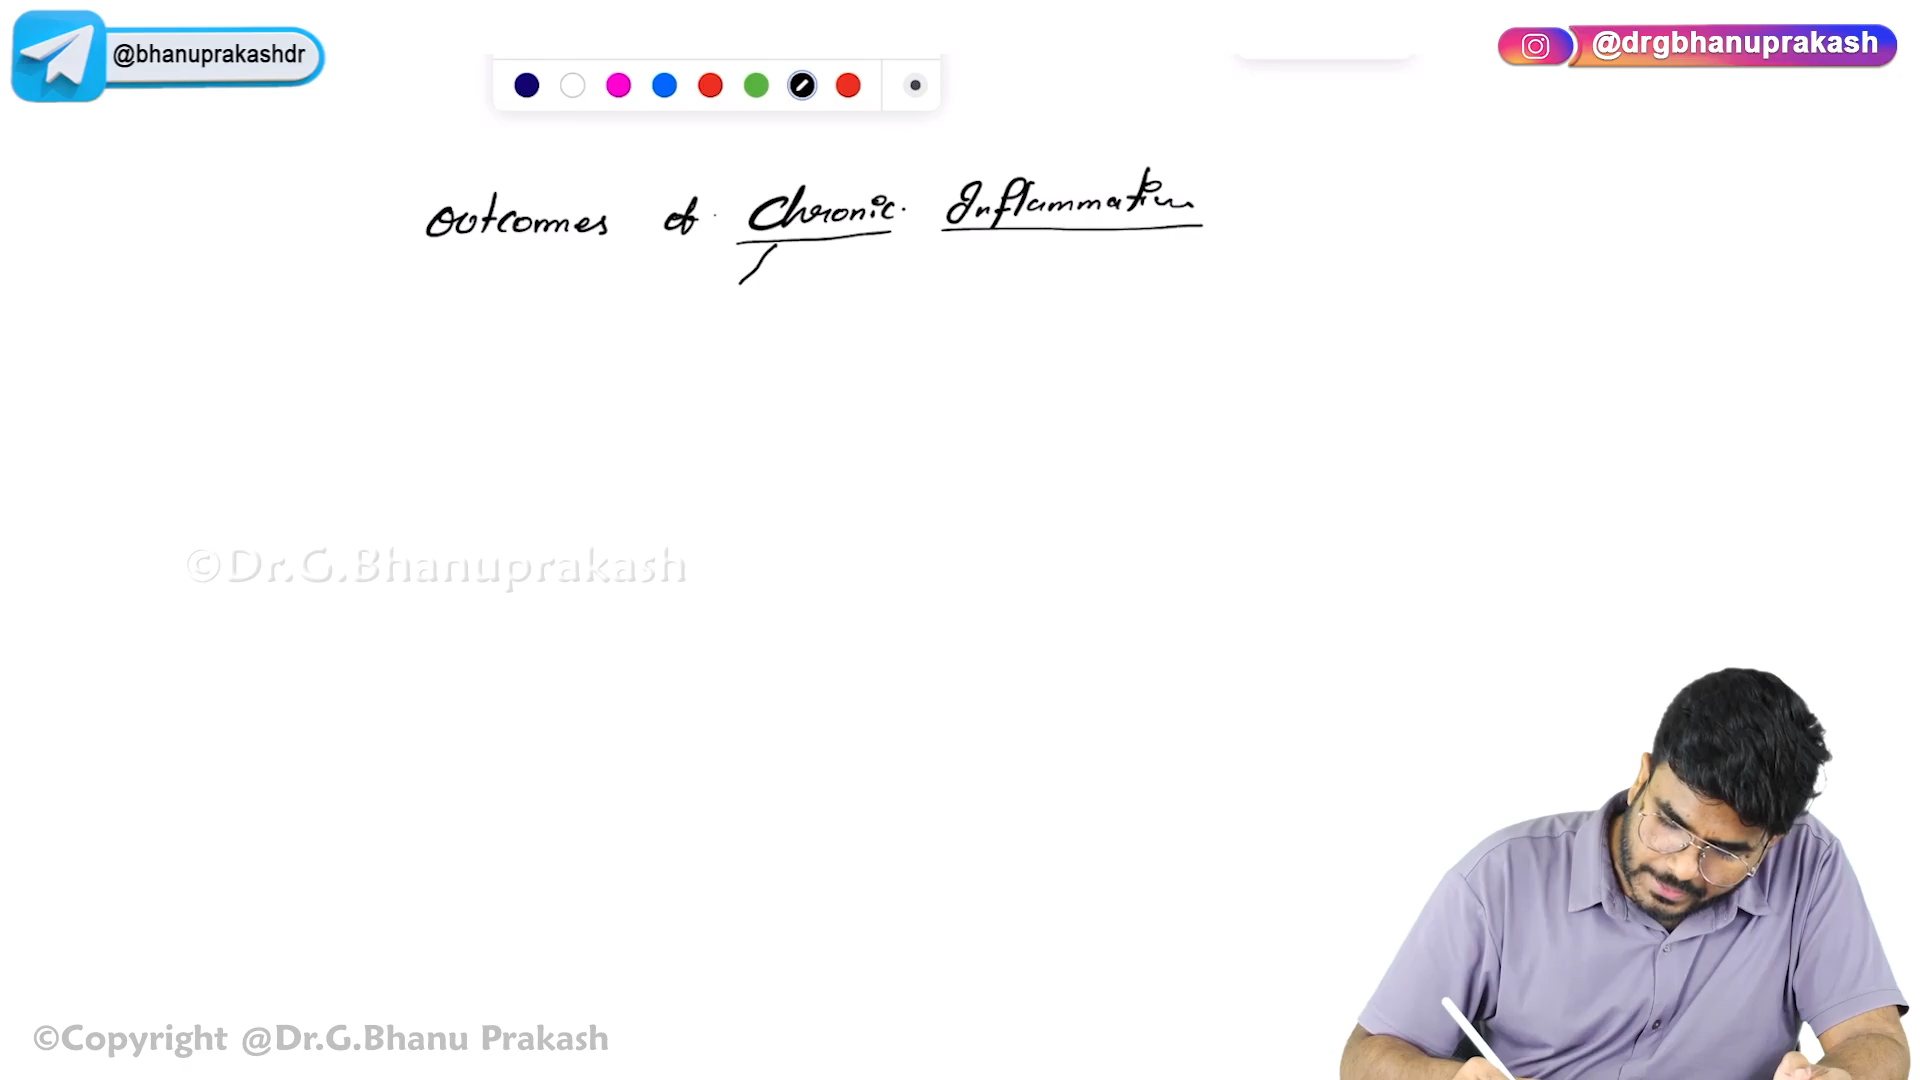 @bhanuprakashdr
@drgbhanuprakash
Outcomes of Chronic Inflammation
©Dr.G.Bhanuprakash
©Copyright @Dr.G.Bhanu Prakash